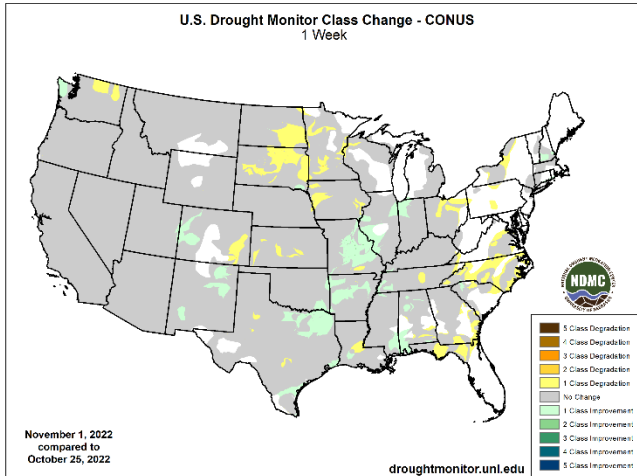 U.S. Drought Monitor Class Change - CONUS
1 Week
NDMC
5 Class Degradation
4 Class Degradation
3 Class Degradation
2 Class Degradation
1 Class Degradation
No Change
1 Class Improvement
2 Class Improvement
3 Class Improvement
4 Class Improvement
5 Class Improvement
November 1, 2022
compared to
October 25, 2022
droughtmonitor.unl.edu